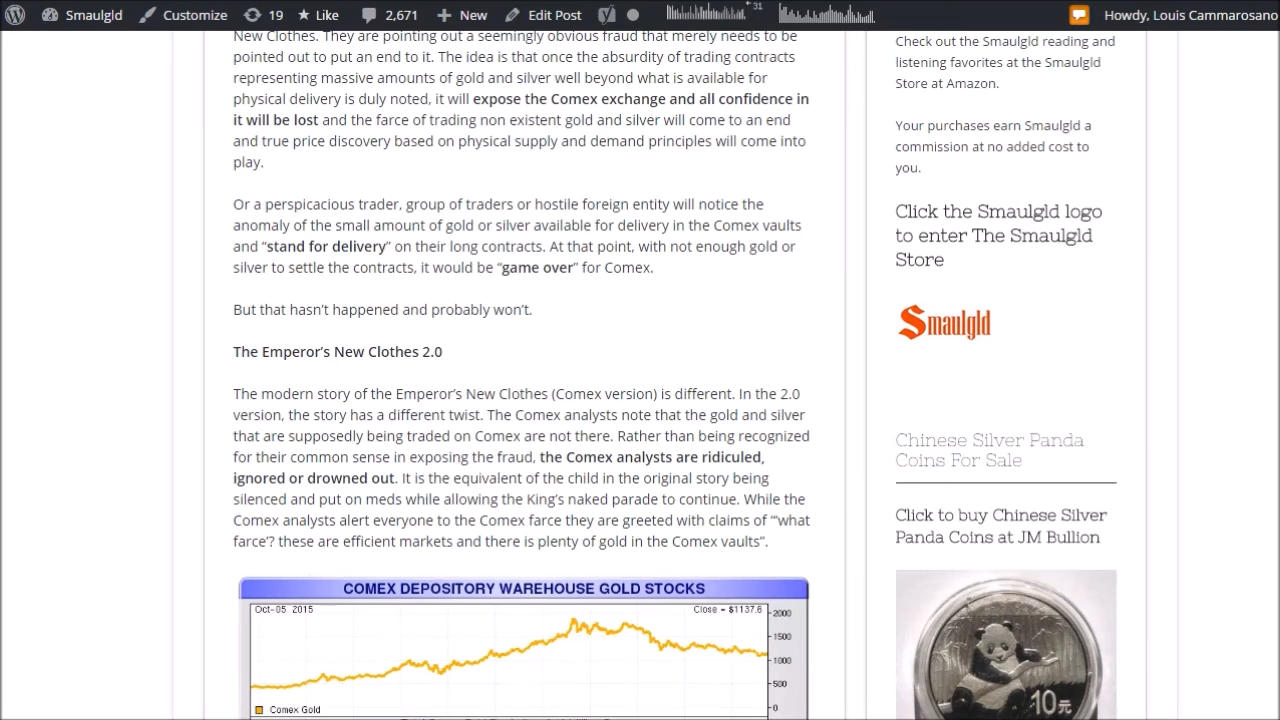 Smaulgld
Customize
19
Like
2,671
New
Edit Post
31
Howdy, Louis Cammarosano
New Clothes. They are pointing out a seemingly obvious fraud that merely needs to be
pointed out to put an end to it. The idea is that once the absurdity of trading contracts
representing massive amounts of gold and silver well beyond what is available for
physical delivery is duly noted, it will expose the Comex exchange and all confidence in
it will be lost and the farce of trading non existent gold and silver will come to an end
and true price discovery based on physical supply and demand principles will come into
play.
Or a perspicacious trader, group of traders or hostile foreign entity will notice the
anomaly of the small amount of gold or silver available for delivery in the Comex vaults
and “stand for delivery” on their long contracts. At that point, with not enough gold or
silver to settle the contracts, it would be “game over” for Comex.
But that hasn’t happened and probably won’t.
The Emperor’s New Clothes 2.0
The modern story of the Emperor’s New Clothes (Comex version) is different. In the 2.0
version, the story has a different twist. The Comex analysts note that the gold and silver
that are supposedly being traded on Comex are not there. Rather than being recognized
for their common sense in exposing the fraud, the Comex analysts are ridiculed,
ignored or drowned out. It is the equivalent of the child in the original story being
silenced and put on meds while allowing the King’s naked parade to continue. While the
Comex analysts alert everyone to the Comex farce they are greeted with claims of “‘what
farce’? these are efficient markets and there is plenty of gold in the Comex vaults”.
COMEX DEPOSITORY WAREHOUSE GOLD STOCKS
Oct-05 2015
Close = $1137.6
2000
1500
1000
500
0
Comex Gold
Check out the Smaulgld reading and
listening favorites at the Smaulgld
Store at Amazon.
Your purchases earn Smaulgld a
commission at no added cost to
you.
Click the Smaulgld logo
to enter The Smaulgld
Store
Smaulgld
Chinese Silver Panda
Coins For Sale
Click to buy Chinese Silver
Panda Coins at JM Bullion
10元